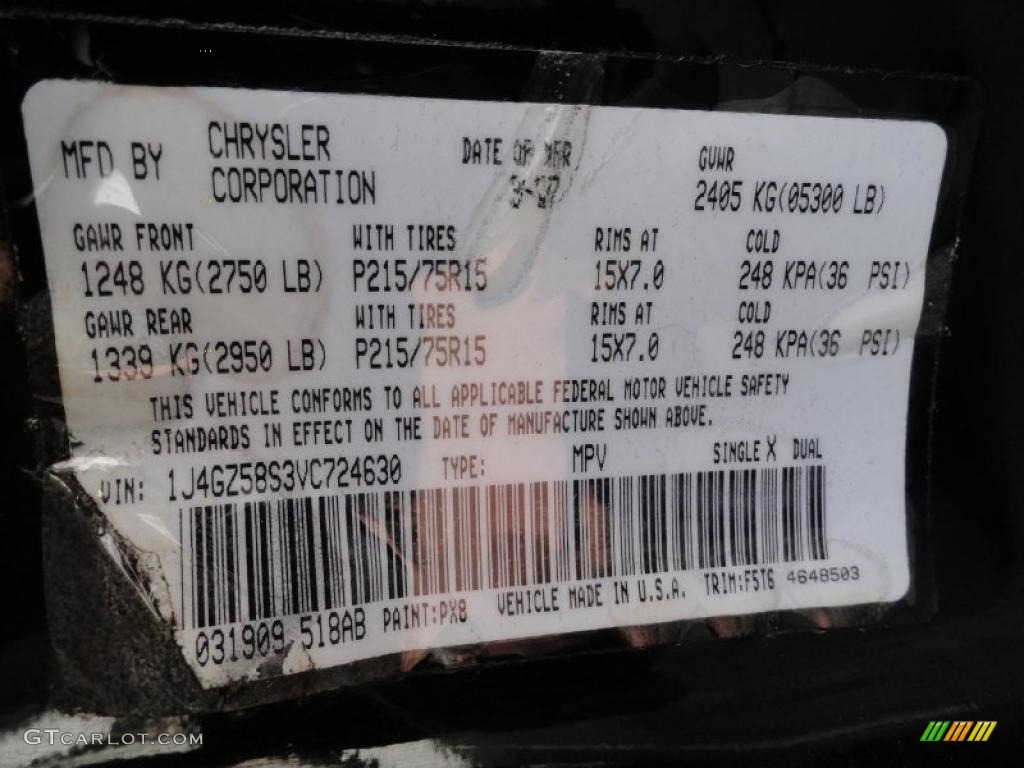 MFD BY CHRYSLER CORPORATION DATE OF MFR GVWR
2405 KG(05300 LB)
GAWR FRONT WITH TIRES RIMS AT COLD
1248 KG(2750 LB) P215/75R15 15X7.0 248 KPA(36 PSI)
GAWR REAR WITH TIRES RIMS AT COLD
1339 KG(2950 LB) P215/75R15 15X7.0 248 KPA(36 PSI)
THIS VEHICLE CONFORMS TO ALL APPLICABLE FEDERAL MOTOR VEHICLE SAFETY
STANDARDS IN EFFECT ON THE DATE OF MANUFACTURE SHOWN ABOVE.
VIN: 1J4GZ58S3VC724630 TYPE: MPV SINGLE X DUAL
031909 518AB PAINT:PX8 VEHICLE MADE IN U.S.A. TRIM:F5T6 4648503
GTCARLOT.COM